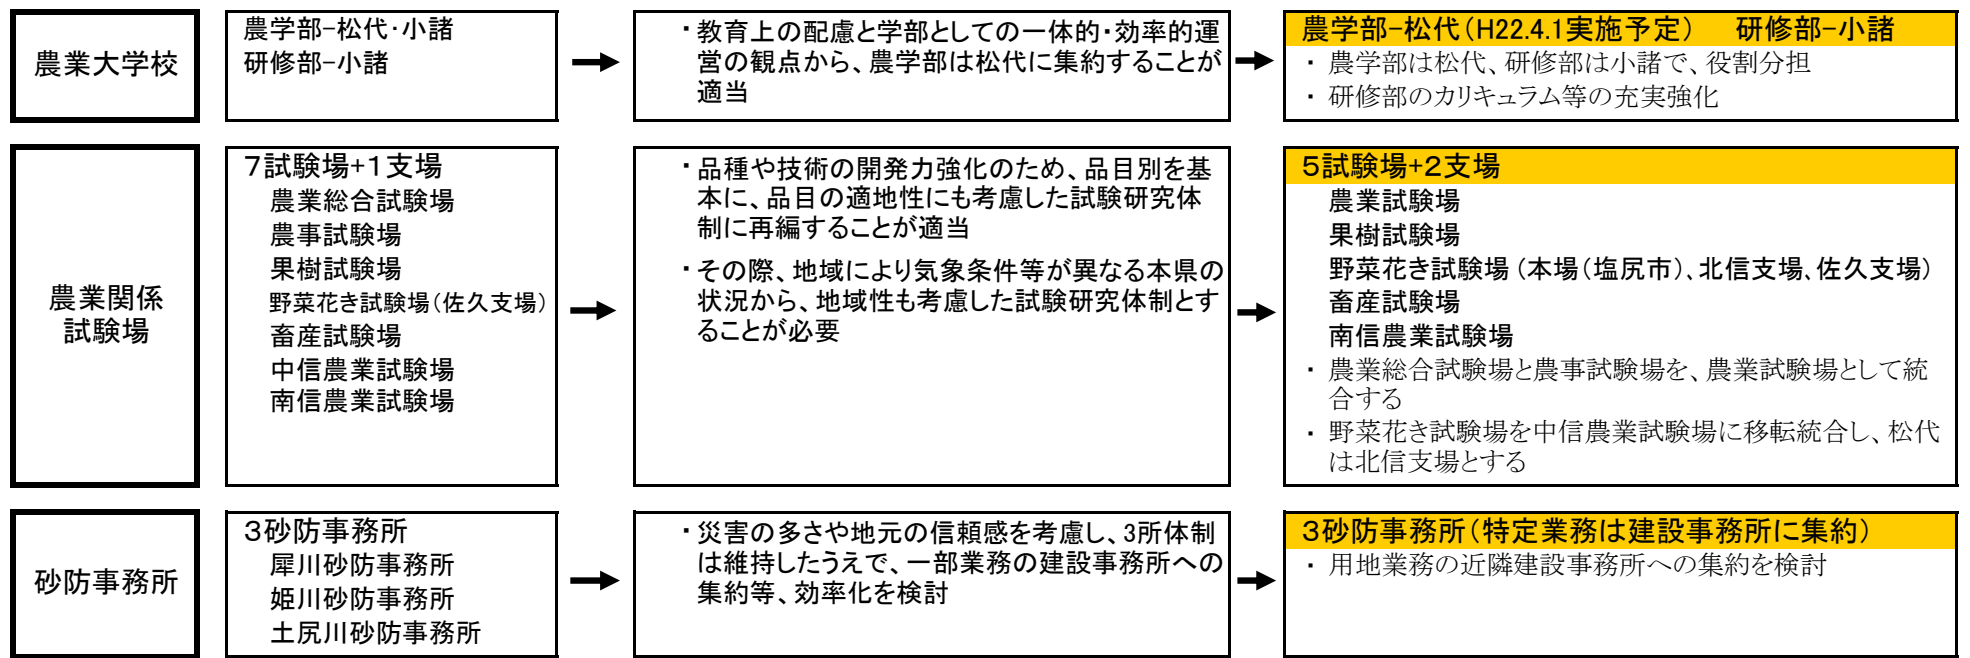 農業大学校
農学部−松代・小諸
研修部−小諸
・教育上の配慮と学部としての一体的・効率的運
営の観点から、農学部は松代に集約することが
適当
農学部−松代（H22.4.1実施予定）　研修部−小諸
・ 農学部は松代、研修部は小諸で、役割分担
・ 研修部のカリキュラム等の充実強化
農業関係
試験場
７試験場+１支場
農業総合試験場
農事試験場
果樹試験場
野菜花き試験場（佐久支場）
畜産試験場
中信農業試験場
南信農業試験場
・品種や技術の開発力強化のため、品目別を基
本に、品目の適地性にも考慮した試験研究体
制に再編することが適当
・その際、地域により気象条件等が異なる本県の
状況から、地域性も考慮した試験研究体制とす
ることが必要
５試験場+２支場
農業試験場
果樹試験場
野菜花き試験場（本場（塩尻市）、北信支場、佐久支場）
畜産試験場
南信農業試験場
・ 農業総合試験場と農事試験場を、農業試験場として統
合する
・ 野菜花き試験場を中信農業試験場に移転統合し、松代
は北信支場とする
砂防事務所
３砂防事務所
犀川砂防事務所
姫川砂防事務所
土尻川砂防事務所
・災害の多さや地元の信頼感を考慮し、3所体制
は維持したうえで、一部業務の建設事務所への
集約等、効率化を検討
３砂防事務所（特定業務は建設事務所に集約）
・ 用地業務の近隣建設事務所への集約を検討